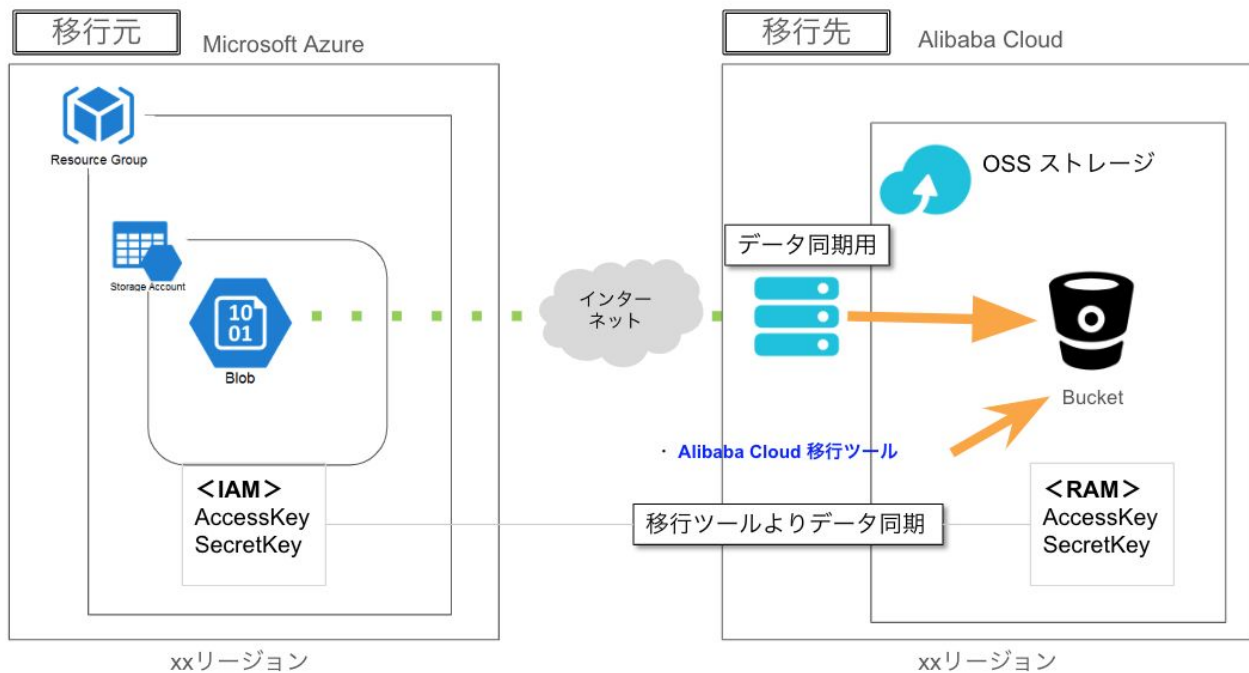 移行元
Microsoft Azure
Resource Group
Storage Account
10
01
Blob
<IAM>
AccessKey
SecretKey
xxリージョン
インター
ネット
移行先
Alibaba Cloud
OSS ストレージ
データ同期用
Bucket
・ Alibaba Cloud 移行ツール
移行ツールよりデータ同期
<RAM>
AccessKey
SecretKey
xxリージョン